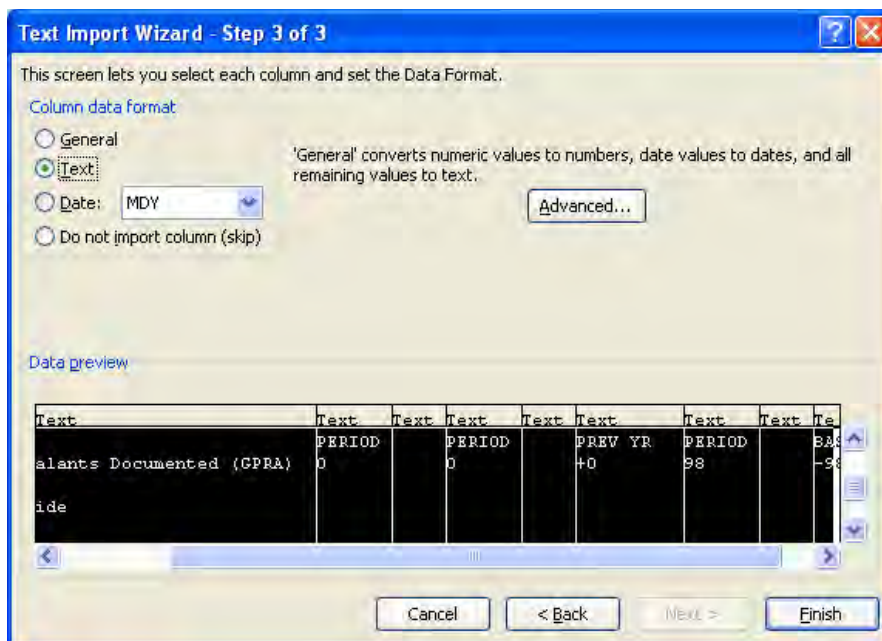 Text Import Wizard - Step 3 of 3
This screen lets you select each column and set the Data Format.
Column data format
General
Text
Date: MDY
Do not import column (skip)
'General' converts numeric values to numbers, date values to dates, and all
remaining values to text.
Advanced...
Data preview
Text Text Text Text Text Text Text Text Te
PERIOD PERIOD PREV YR PERIOD BAS
alants Documented (GPRA) 0 0 +0 98 -98
ide
Cancel < Back Next > Finish